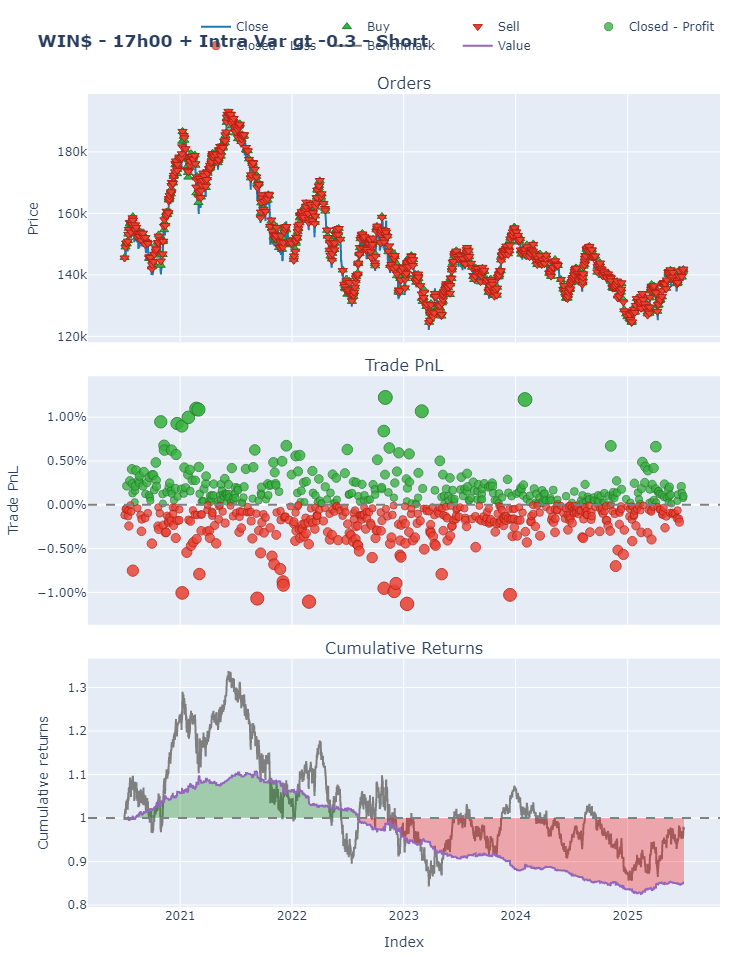 Close Buy Sell Closed - Profit
WIN$ - 17h00 + Intra Var gt -0.3 - Short
Closed - Loss Benchmark Value
Orders
180k
160k
140k
120k
Price
Trade PnL
1.00%
0.50%
0.00%
−0.50%
−1.00%
Trade PnL
Cumulative Returns
1.3
1.2
1.1
1
0.9
0.8
Cumulative returns
2021 2022 2023 2024 2025
Index